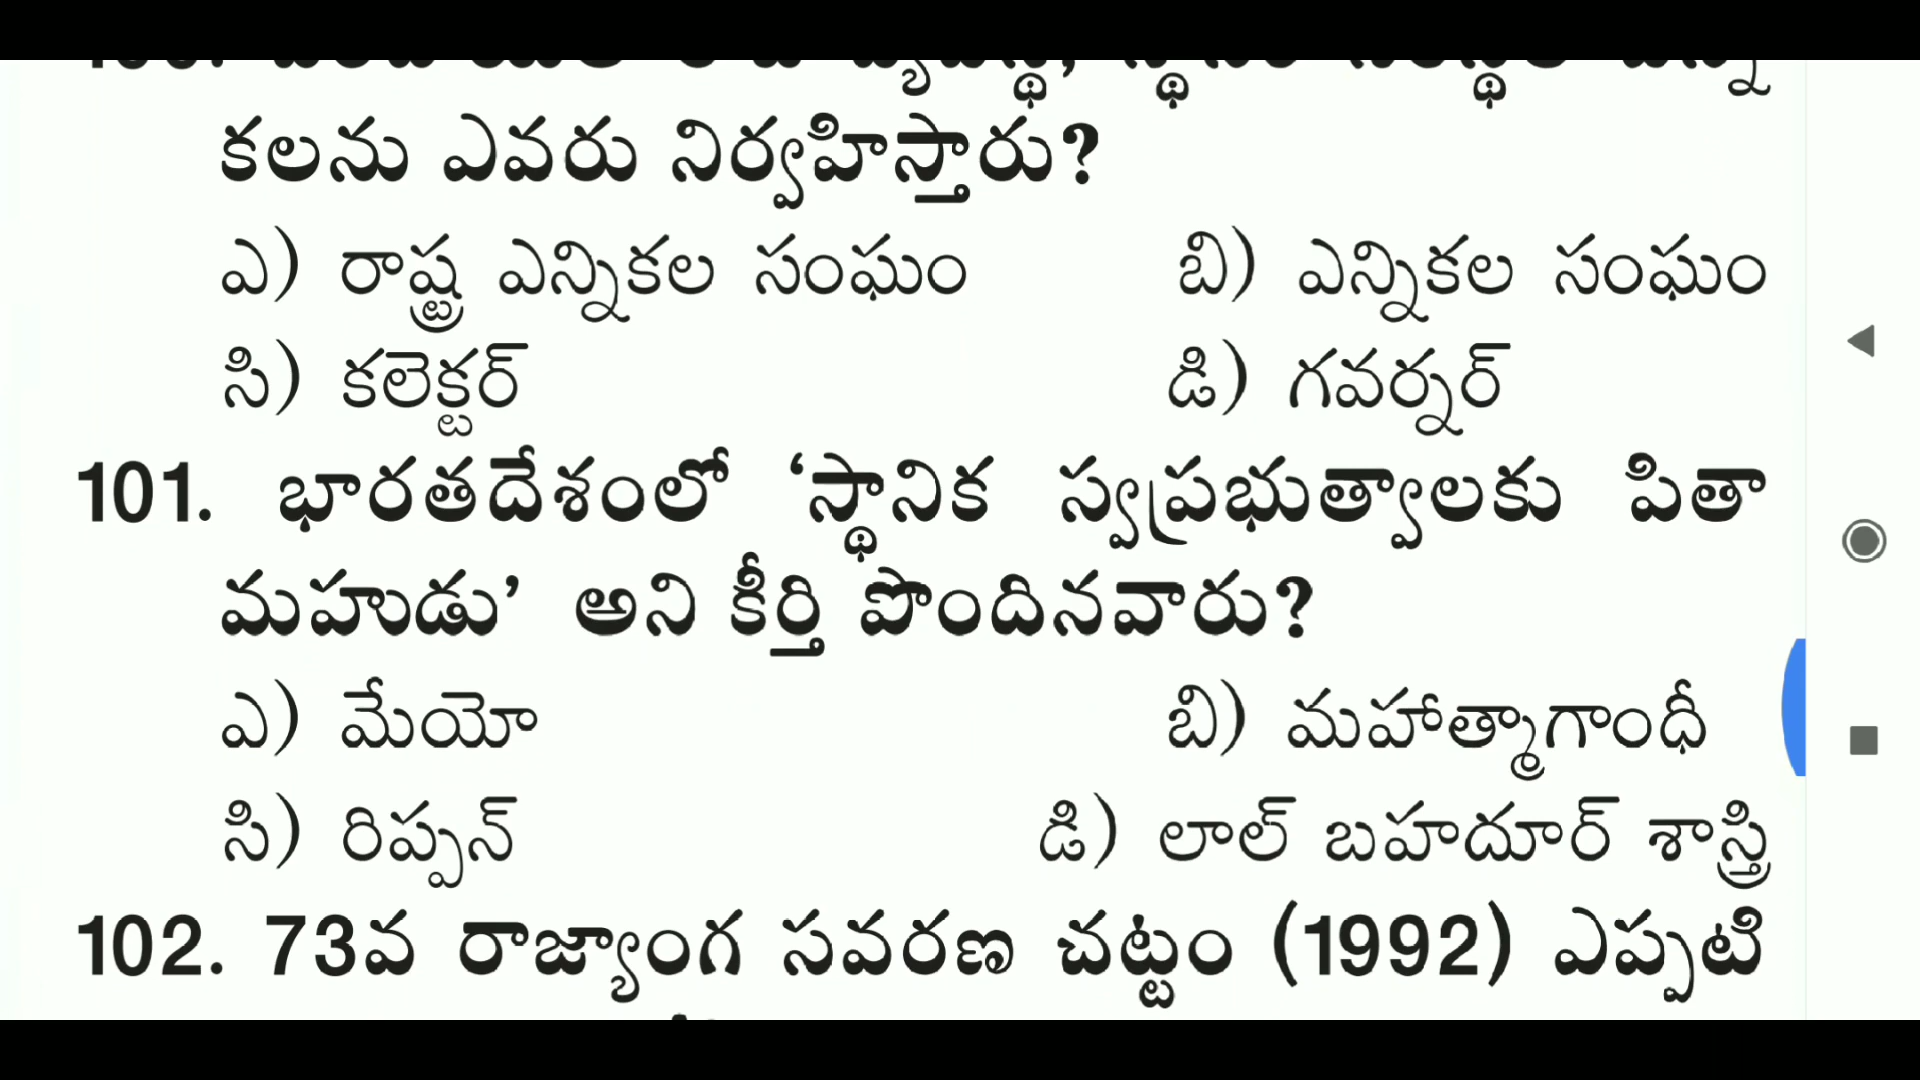 కలను ఎవరు నిర్వహిస్తారు?
ఎ) రాష్ట్ర ఎన్నికల సంఘం బి) ఎన్నికల సంఘం
సి) కలెక్టర్ డి) గవర్నర్
101. భారతదేశంలో ‘స్థానిక స్వప్రభుత్వాలకు పితా
మహుడు’ అని కీర్తి పొందినవారు?
ఎ) మేయో బి) మహాత్మాగాంధీ
సి) రిప్పన్ డి) లాల్ బహదూర్ శాస్త్రి
102. 73వ రాజ్యాంగ సవరణ చట్టం (1992) ఎప్పటి